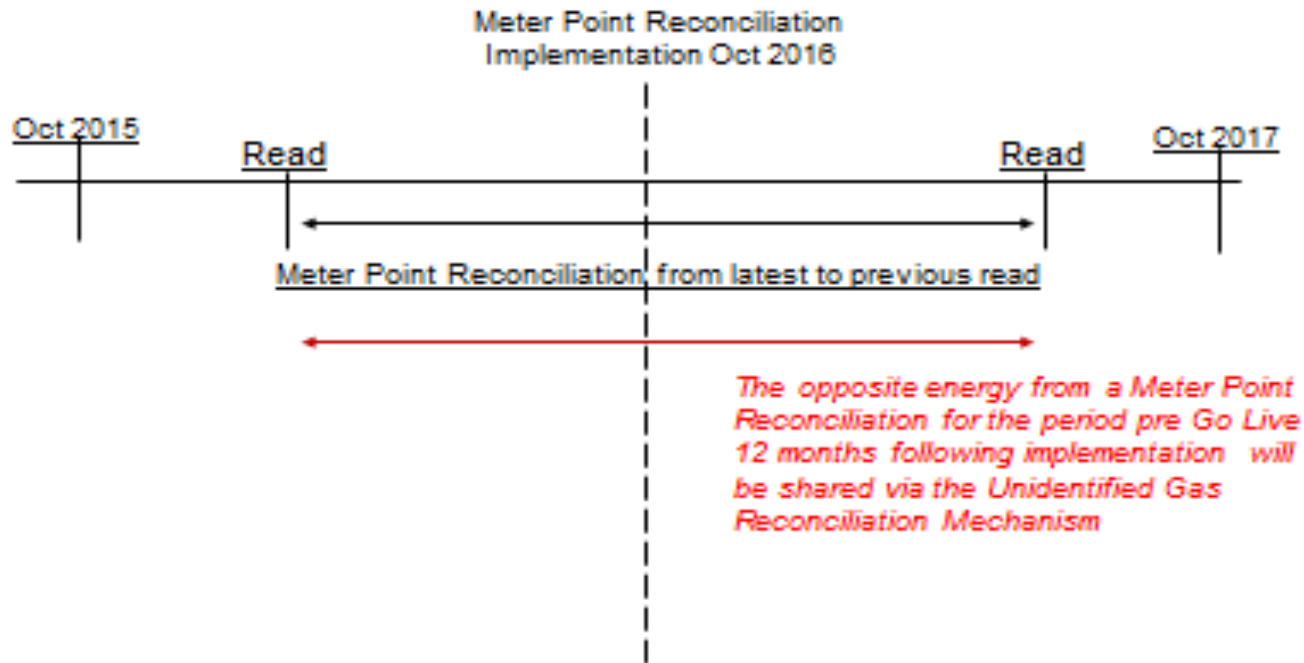 Meter Point Reconciliation
Implementation Oct 2016
Oct 2015
Read
Read
Oct 2017
Meter Point Reconciliation from latest to previous read
The opposite energy from a Meter Point
Reconciliation for the period pre Go Live
12 months following implementation will
be shared via the Unidentified Gas
Reconciliation Mechanism